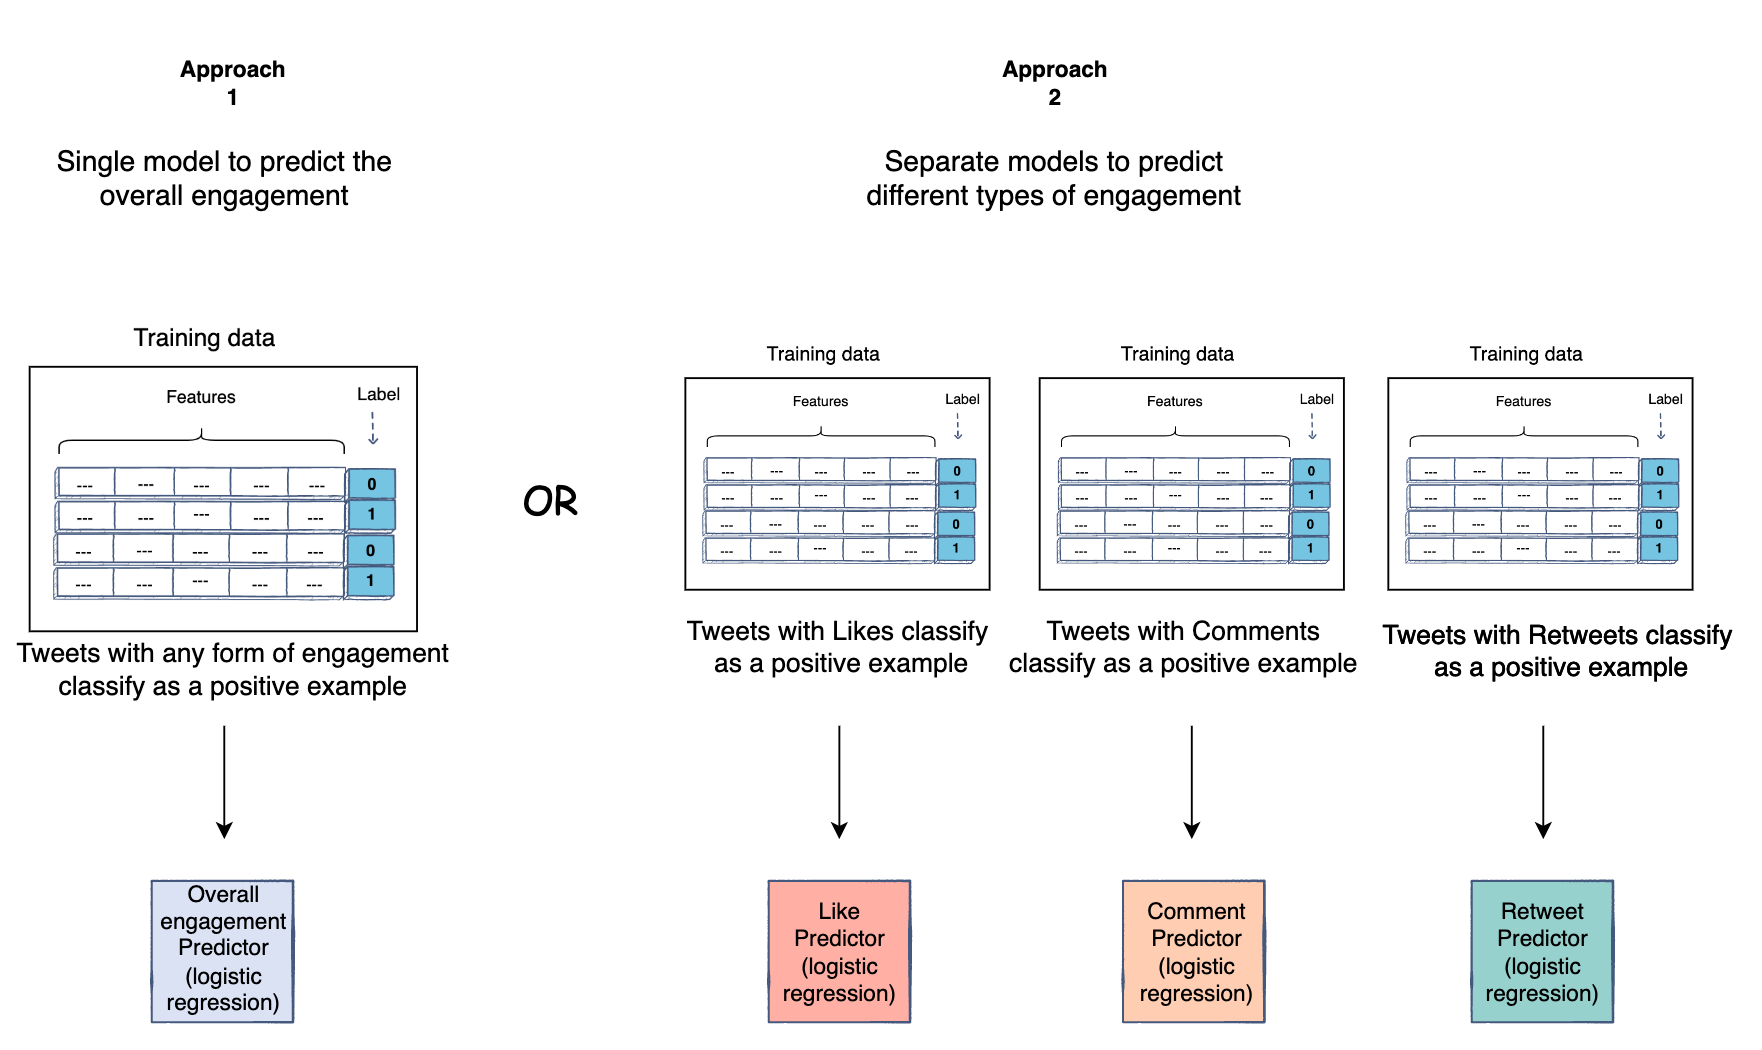 Approach
1
Single model to predict the
overall engagement
Training data
Features
Label
--- --- --- --- --- 0
--- --- --- --- --- 1
--- --- --- --- --- 0
--- --- --- --- --- 1
Tweets with any form of engagement
classify as a positive example
Overall
engagement
Predictor
(logistic
regression)
OR
Approach
2
Separate models to predict
different types of engagement
Training data
Features
Label
--- --- --- --- --- 0
--- --- --- --- --- 1
--- --- --- --- --- 0
--- --- --- --- --- 1
Tweets with Likes classify
as a positive example
Like
Predictor
(logistic
regression)
Training data
Features
Label
--- --- --- --- --- 0
--- --- --- --- --- 1
--- --- --- --- --- 0
--- --- --- --- --- 1
Tweets with Comments
classify as a positive example
Comment
Predictor
(logistic
regression)
Training data
Features
Label
--- --- --- --- --- 0
--- --- --- --- --- 1
--- --- --- --- --- 0
--- --- --- --- --- 1
Tweets with Retweets classify
as a positive example
Retweet
Predictor
(logistic
regression)